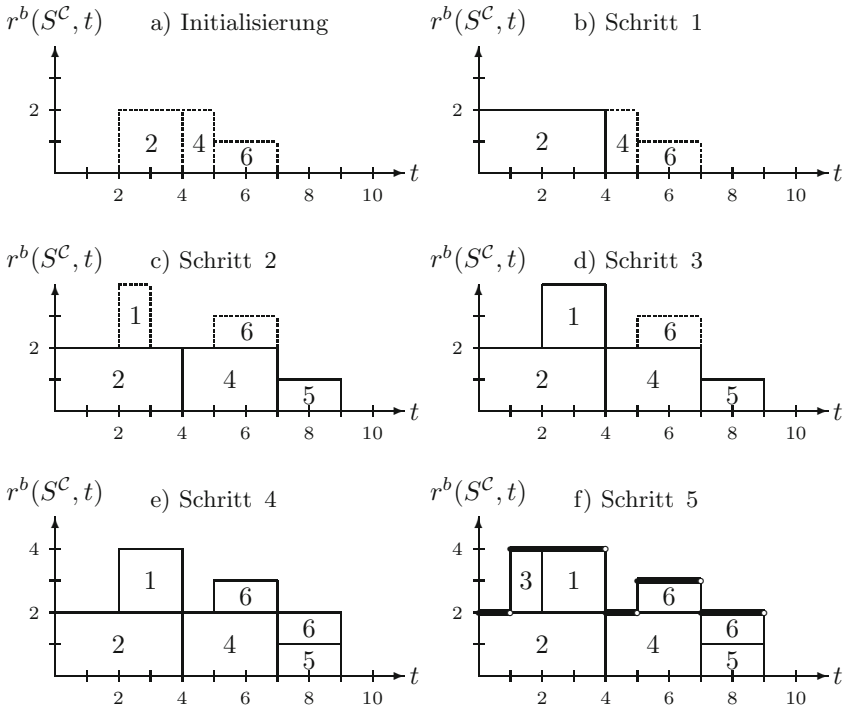 r^b(S^C, t) a) Initialisierung
2
2 4 6
2 4 6 8 10 t
r^b(S^C, t) b) Schritt 1
2
2 4 6
2 4 6 8 10 t
r^b(S^C, t) c) Schritt 2
1 6
2
2 4 5
2 4 6 8 10 t
r^b(S^C, t) d) Schritt 3
1 6
2
2 4 5
2 4 6 8 10 t
r^b(S^C, t) e) Schritt 4
4
1 6
2
6
2 4 5
2 4 6 8 10 t
r^b(S^C, t) f) Schritt 5
4
3 1 6
2
6
2 4 5
2 4 6 8 10 t